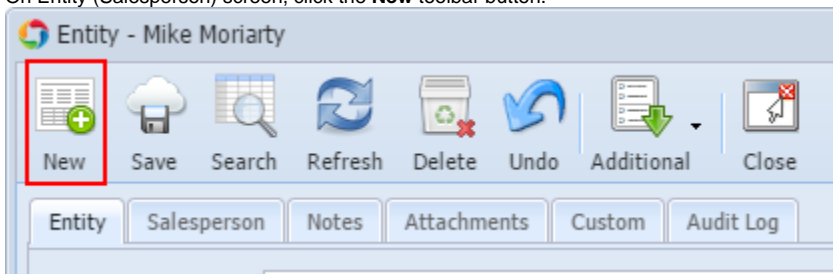 On Entity (Salesperson) screen, click the New toolbar button.
Entity - Mike Moriarty
New Save Search Refresh Delete Undo Additional Close
Entity Salesperson Notes Attachments Custom Audit Log